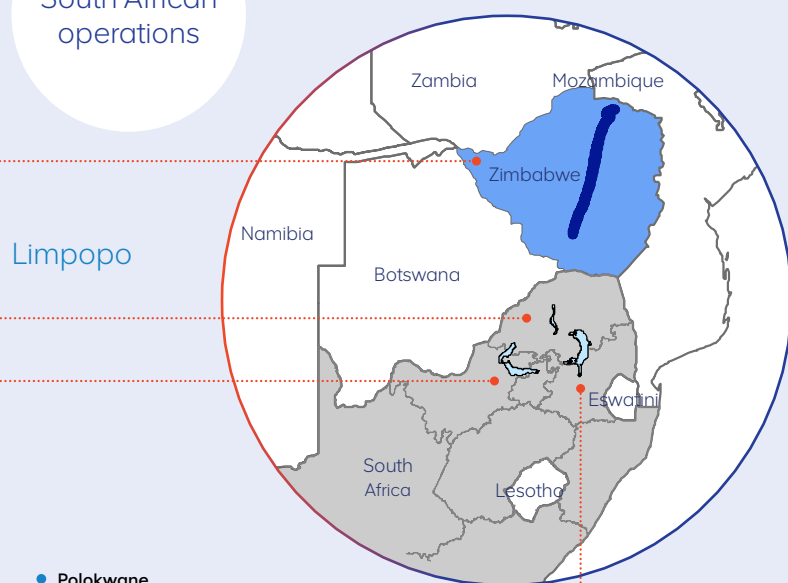 South African
operations
Zambia
Mozambique
Zimbabwe
Namibia
Limpopo
Botswana
Eswatini
South
Africa
Lesotho
Polokwane